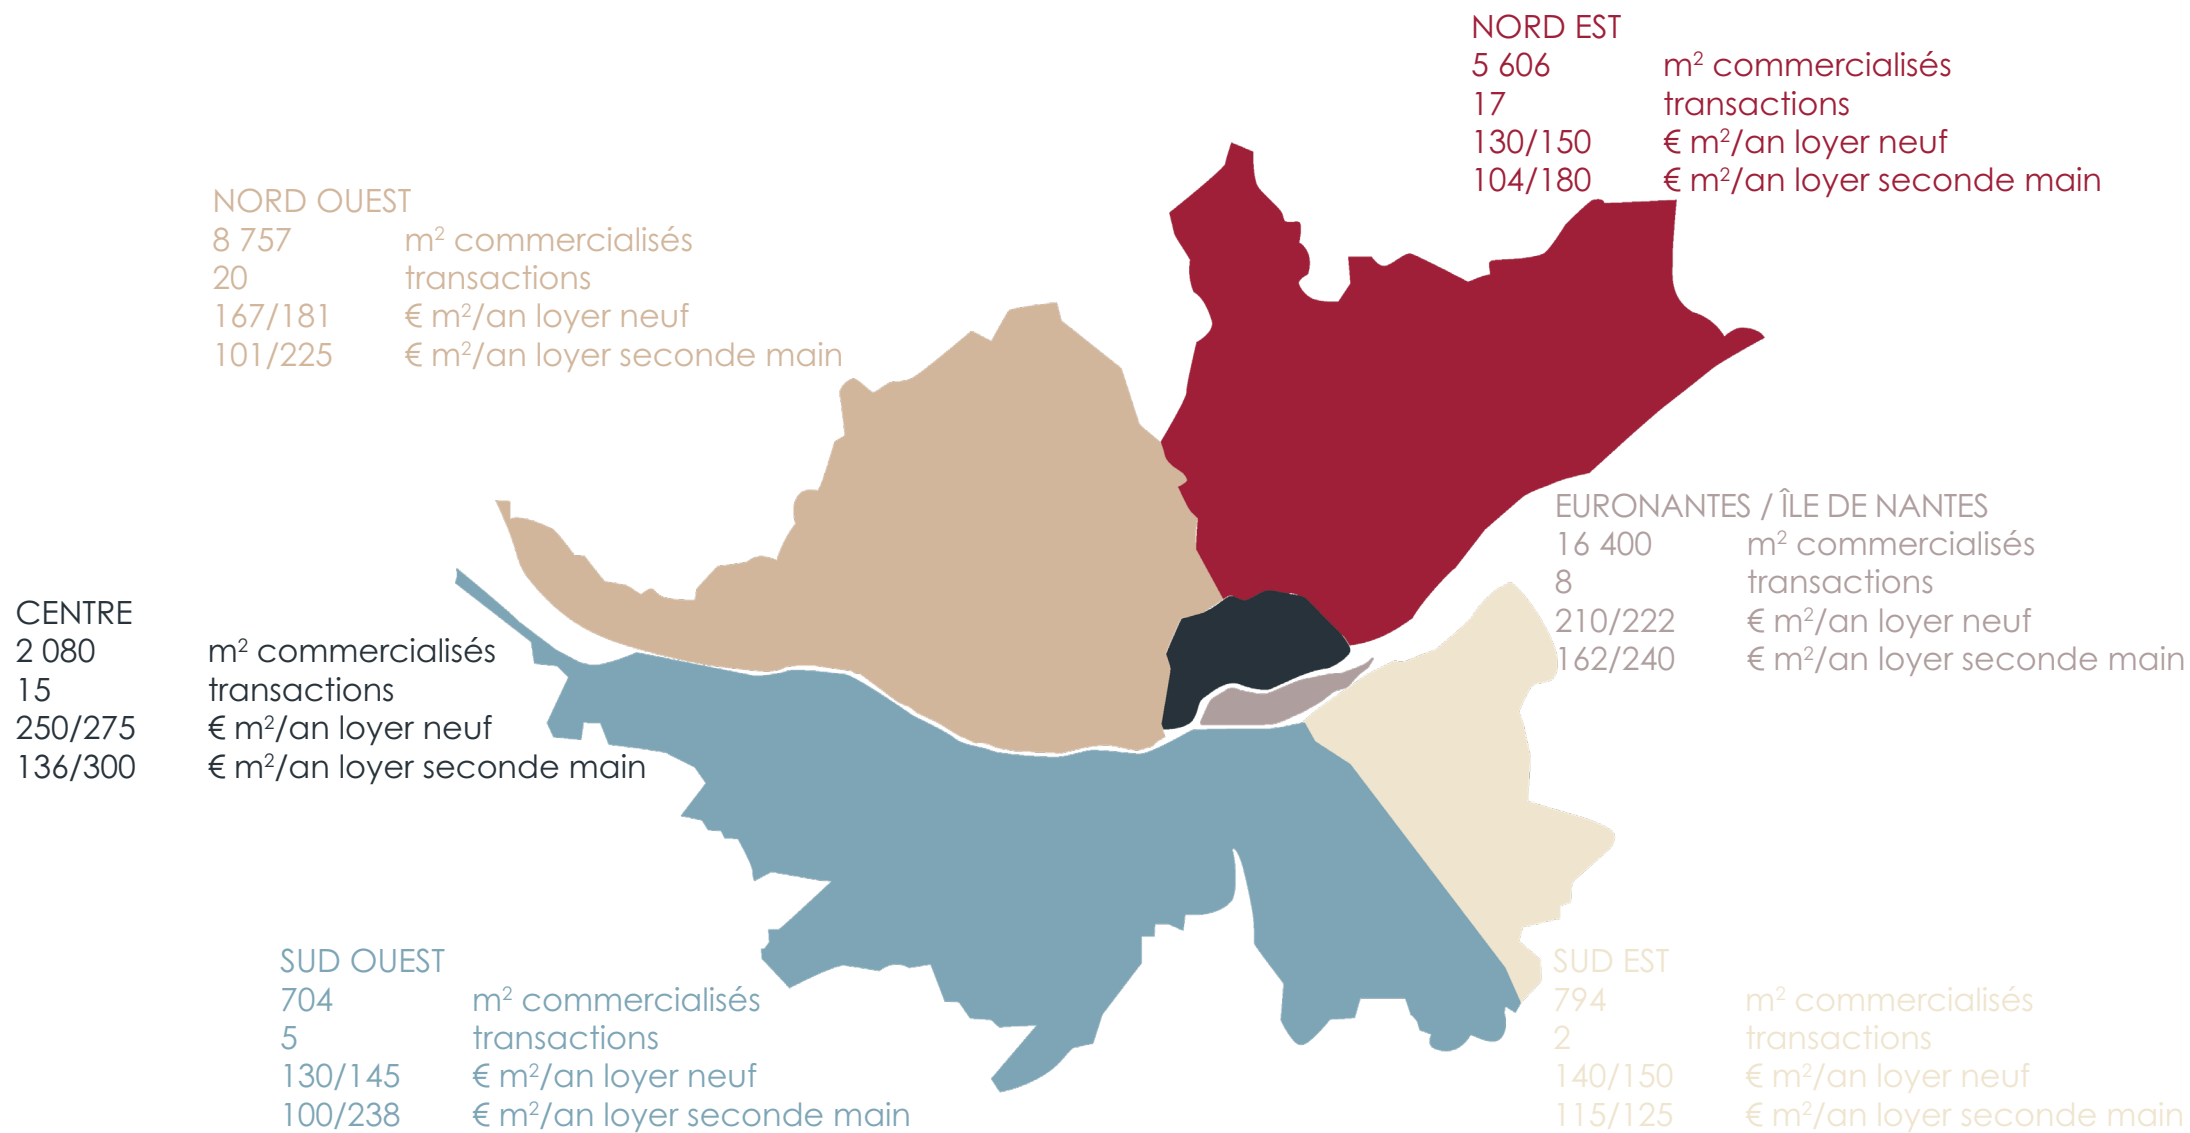 NORD EST
5 606 m² commercialisés
17 transactions
130/150 € m²/an loyer neuf
104/180 € m²/an loyer seconde main
NORD OUEST
8 757 m² commercialisés
20 transactions
167/181 € m²/an loyer neuf
101/225 € m²/an loyer seconde main
EURONANTES / ÎLE DE NANTES
16 400 m² commercialisés
8 transactions
210/222 € m²/an loyer neuf
162/240 € m²/an loyer seconde main
CENTRE
2 080 m² commercialisés
15 transactions
250/275 € m²/an loyer neuf
136/300 € m²/an loyer seconde main
SUD OUEST
704 m² commercialisés
5 transactions
130/145 € m²/an loyer neuf
100/238 € m²/an loyer seconde main
SUD EST
794 m² commercialisés
2 transactions
140/150 € m²/an loyer neuf
115/125 € m²/an loyer seconde main